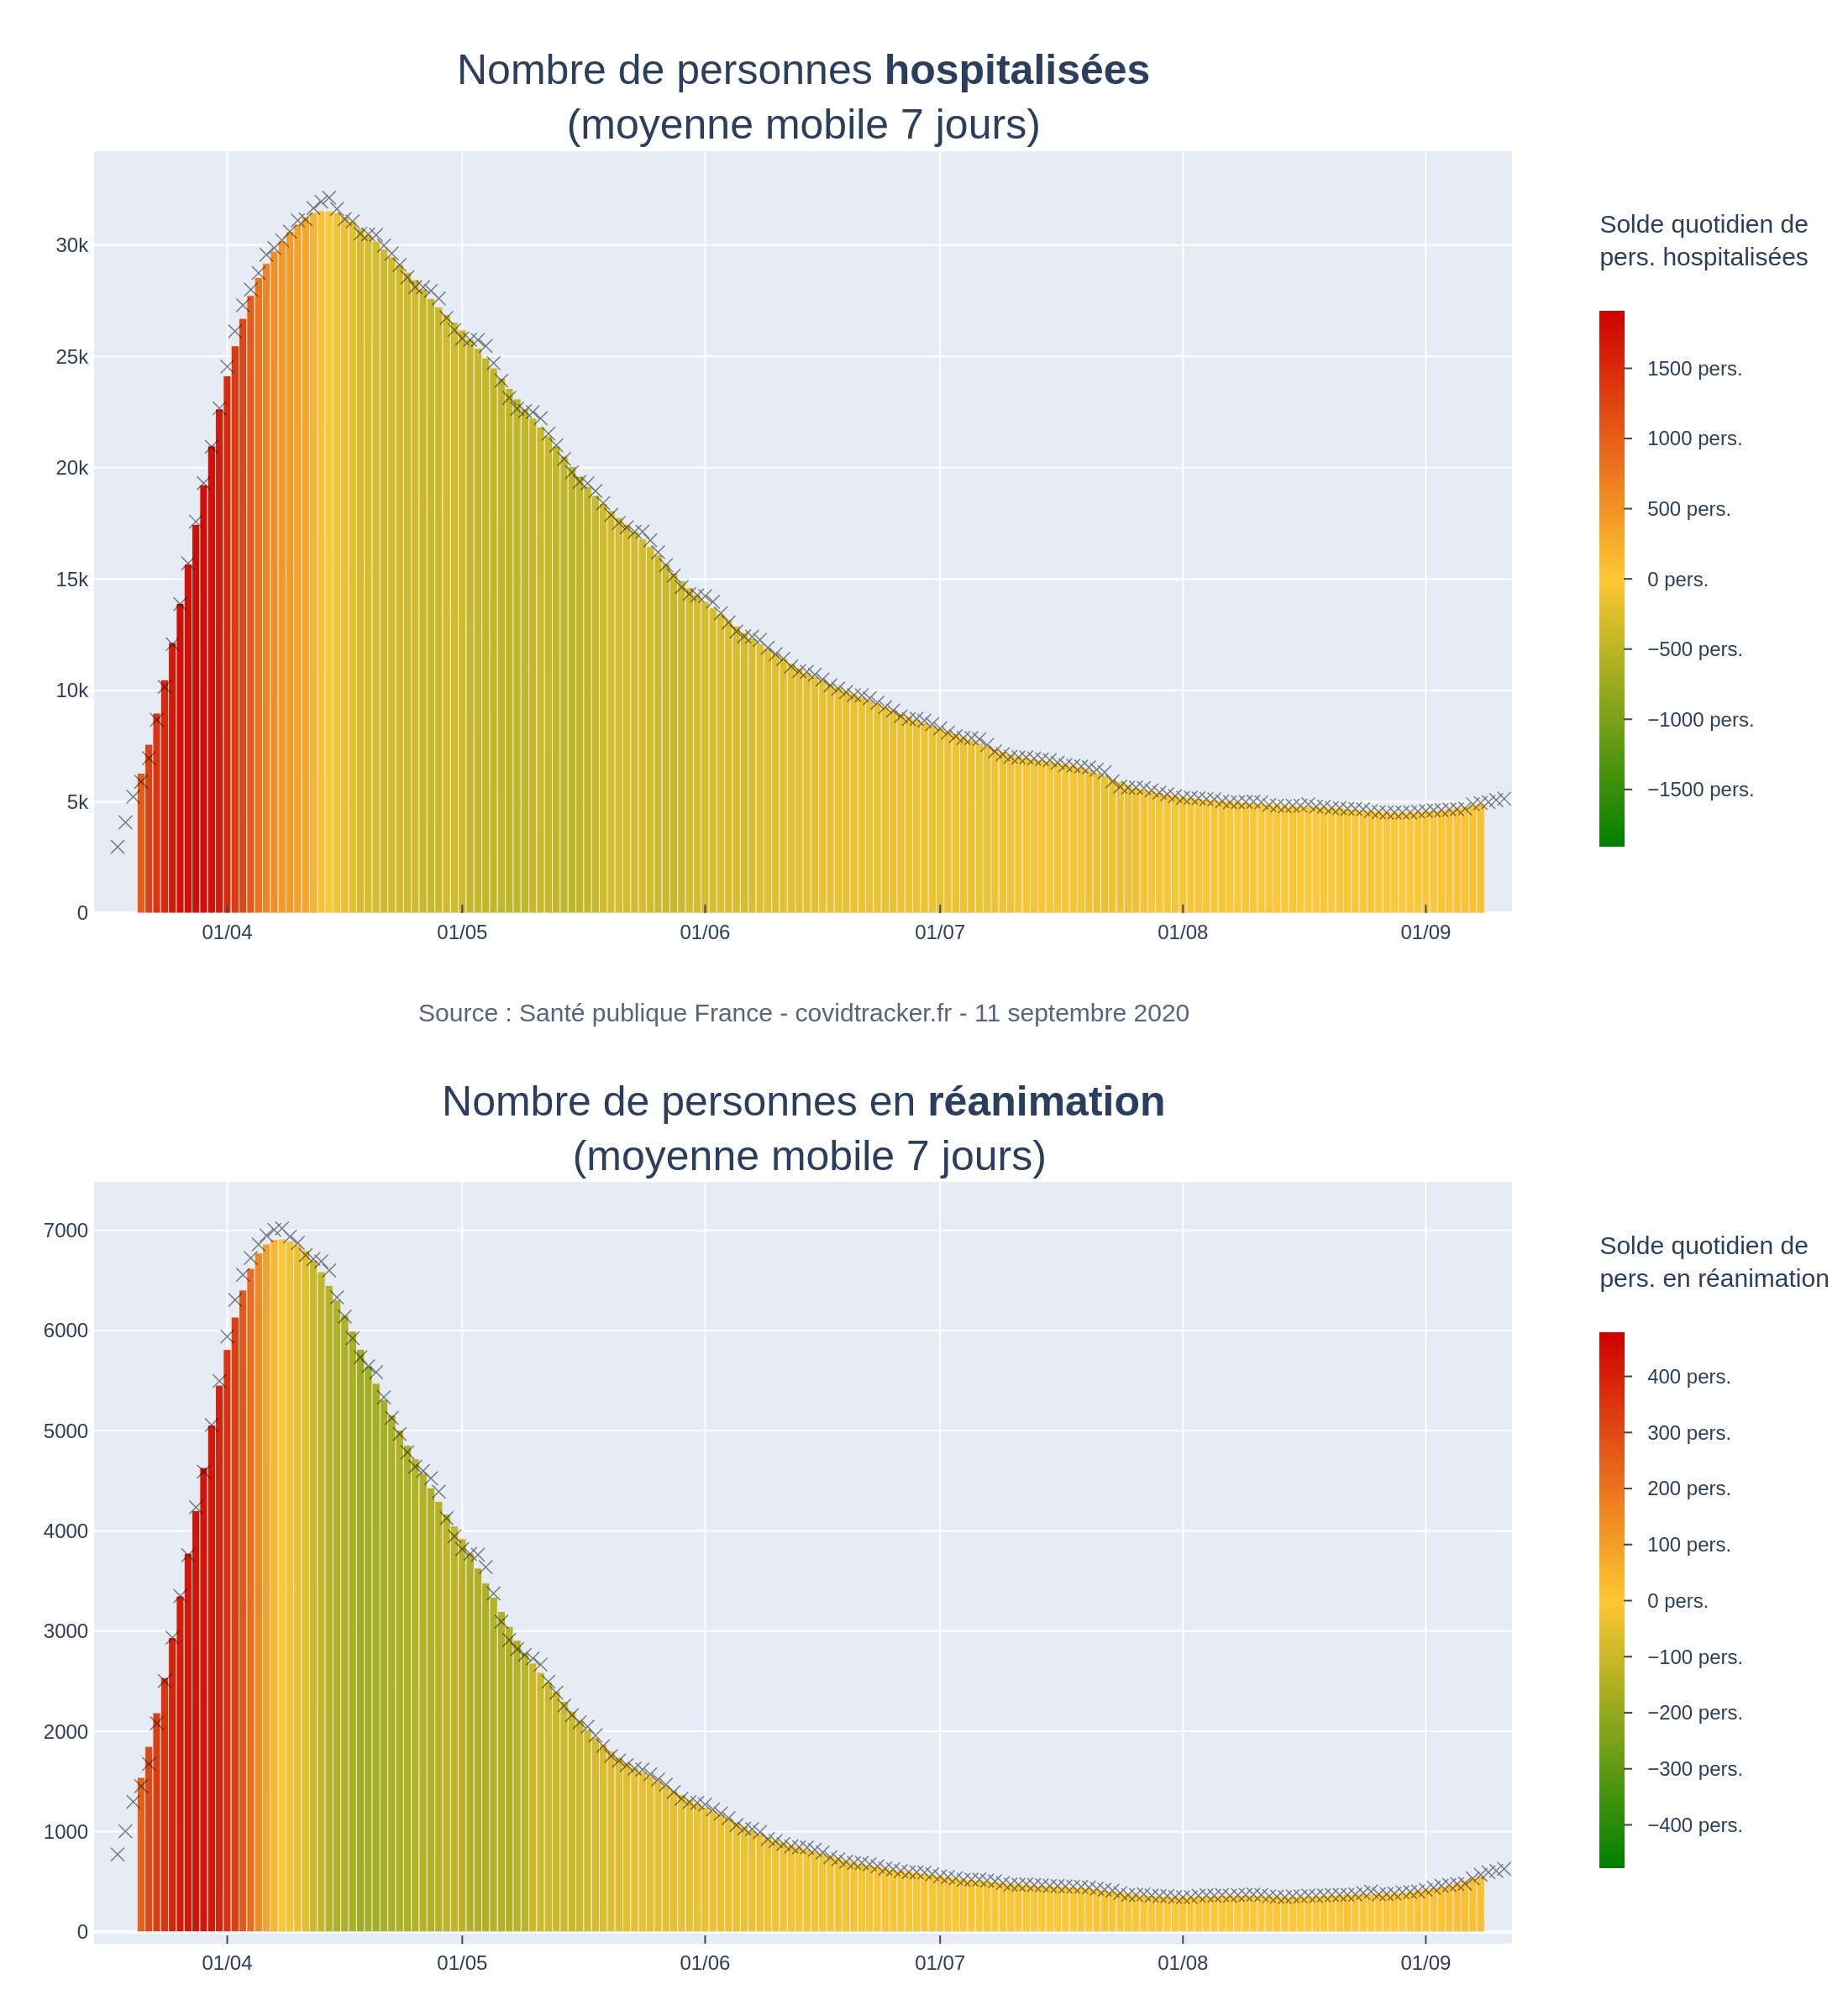 Nombre de personnes hospitalisées
(moyenne mobile 7 jours)
Solde quotidien de
pers. hospitalisées
30k
25k
20k
15k
10k
5k
0
01/04
01/05
01/06
01/07
01/08
01/09
1500 pers.
1000 pers.
500 pers.
0 pers.
−500 pers.
−1000 pers.
−1500 pers.
Source : Santé publique France - covidtracker.fr - 11 septembre 2020
Nombre de personnes en réanimation
(moyenne mobile 7 jours)
Solde quotidien de
pers. en réanimation
7000
6000
5000
4000
3000
2000
1000
0
01/04
01/05
01/06
01/07
01/08
01/09
400 pers.
300 pers.
200 pers.
100 pers.
0 pers.
−100 pers.
−200 pers.
−300 pers.
−400 pers.